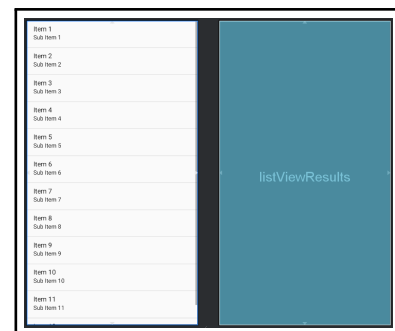 Item 1
Sub Item 1
Item 2
Sub Item 2
Item 3
Sub Item 3
Item 4
Sub Item 4
Item 5
Sub Item 5
Item 6
Sub Item 6
Item 7
Sub Item 7
Item 8
Sub Item 8
Item 9
Sub Item 9
Item 10
Sub Item 10
Item 11
Sub Item 11
listViewResults